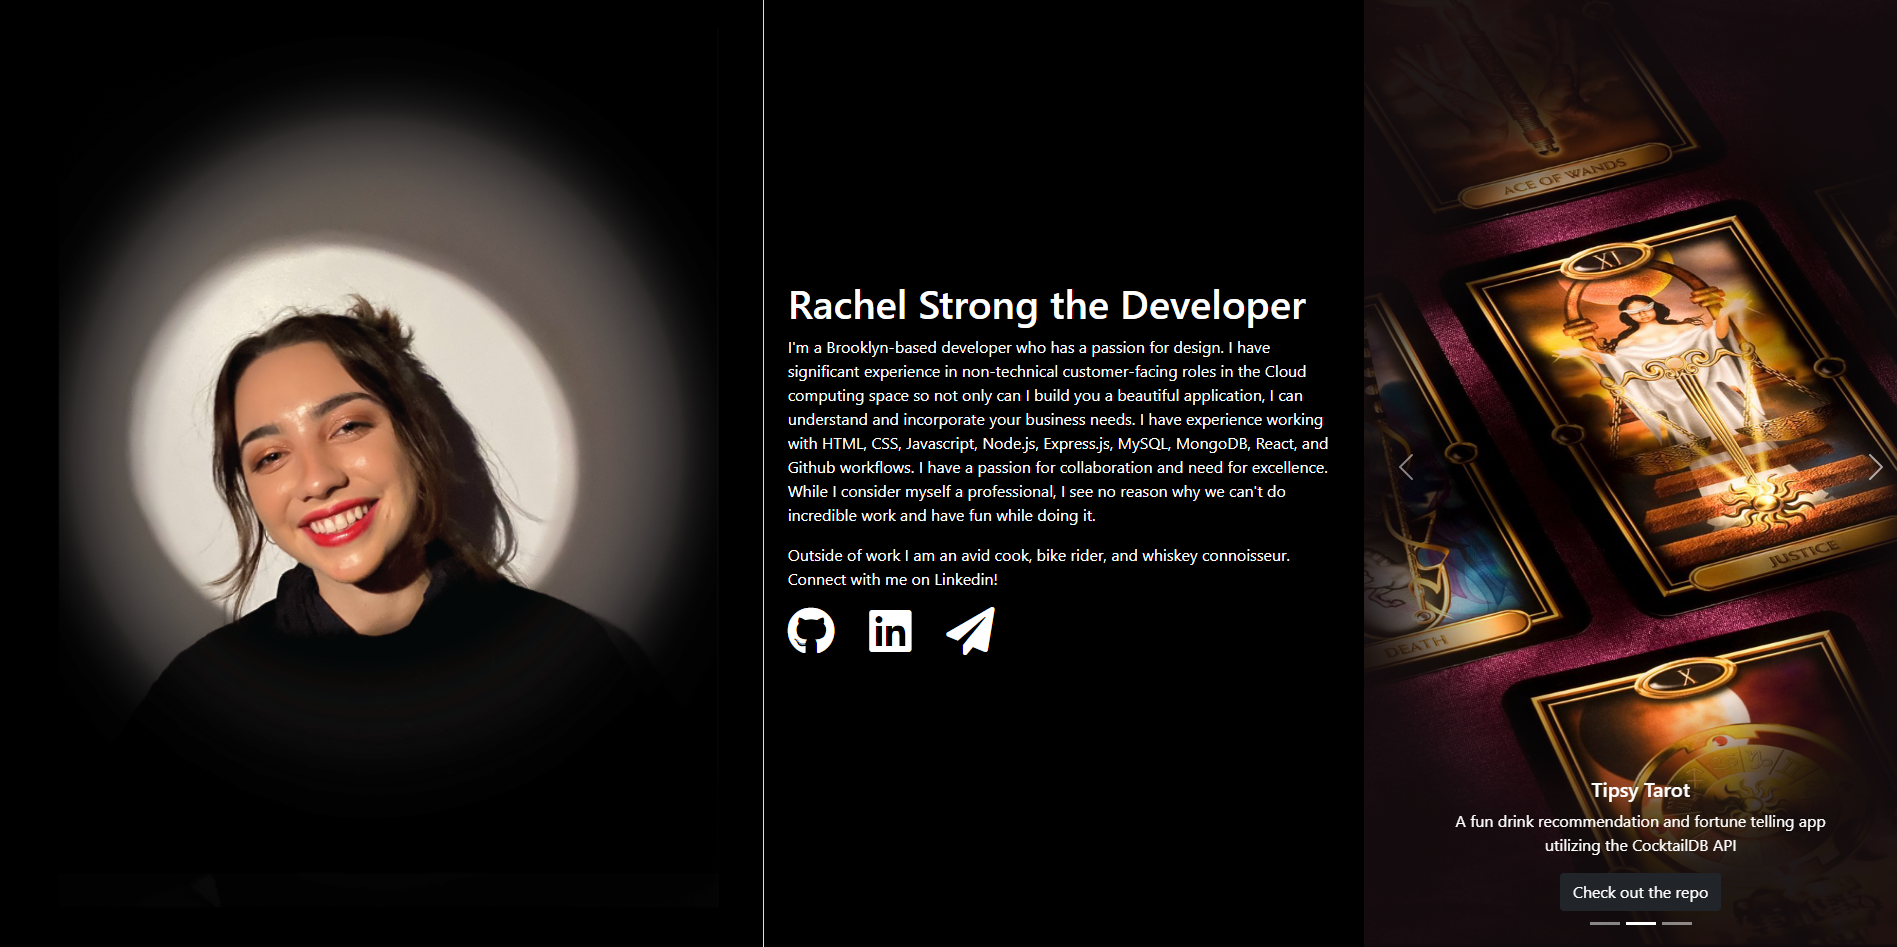 Rachel Strong the Developer
I'm a Brooklyn-based developer who has a passion for design. I have
significant experience in non-technical customer-facing roles in the Cloud
computing space so not only can I build you a beautiful application, I can
understand and incorporate your business needs. I have experience working
with HTML, CSS, Javascript, Node.js, Express.js, MySQL, MongoDB, React, and
Github workflows. I have a passion for collaboration and need for excellence.
While I consider myself a professional, I see no reason why we can't do
incredible work and have fun while doing it.
Outside of work I am an avid cook, bike rider, and whiskey connoisseur.
Connect with me on Linkedin!
in
ACE OF WANDS
XI
JUSTICE
DEATH
X
Tipsy Tarot
A fun drink recommendation and fortune telling app
utilizing the CocktailDB API
Check out the repo